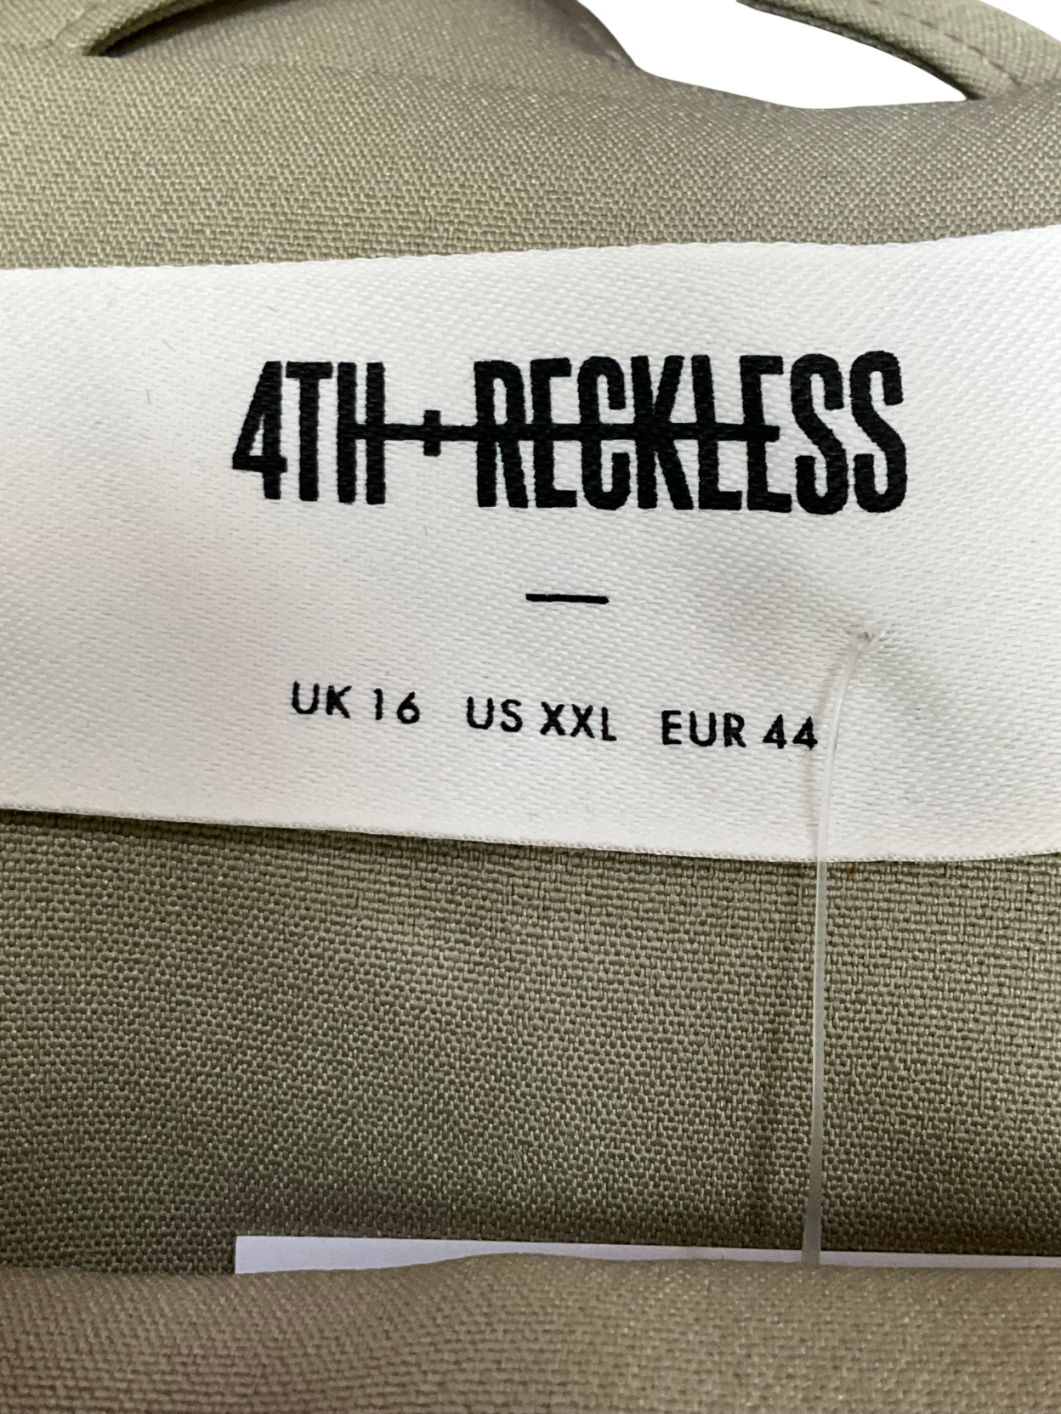 4TH+RECKLESS
—
UK 16 US XXL EUR 44